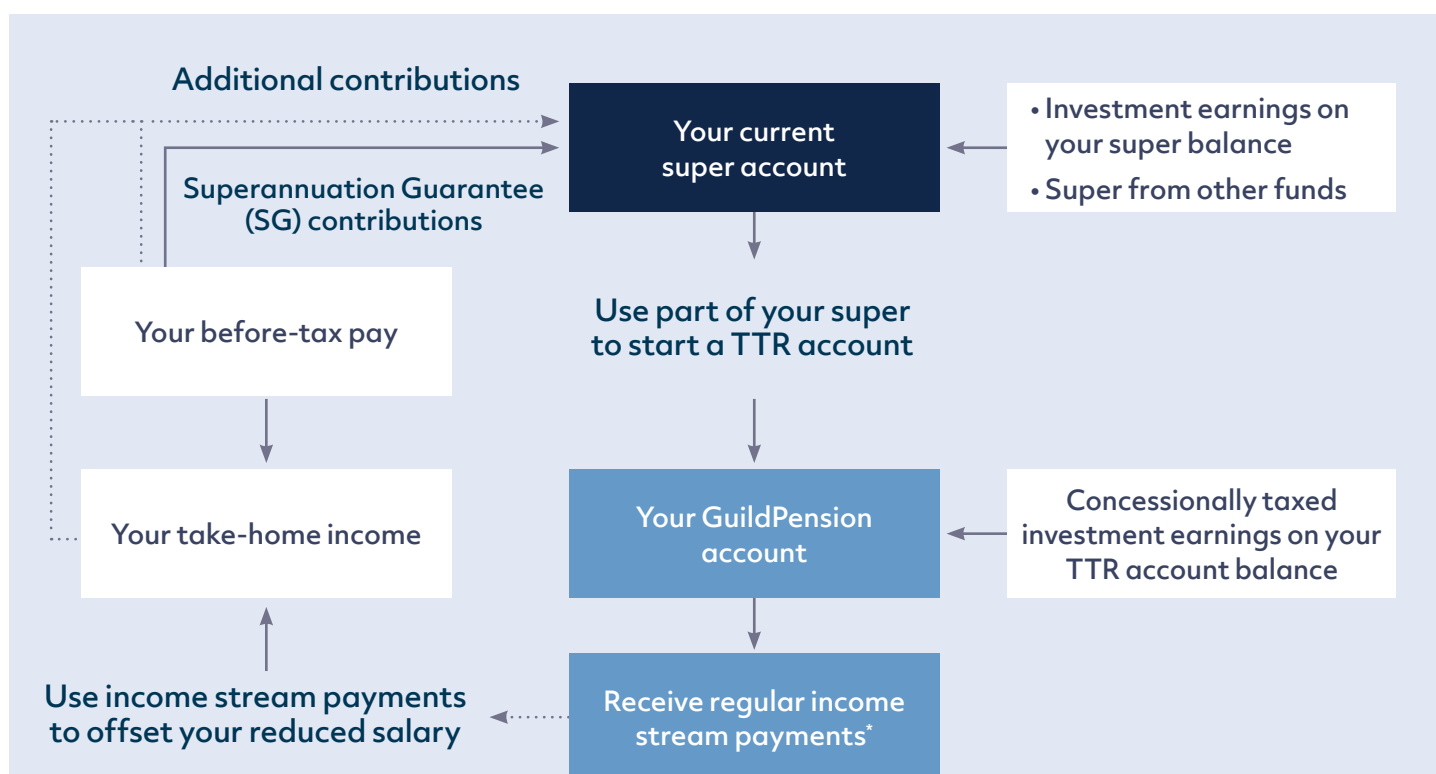 Additional contributions
Your current
super account
• Investment earnings on
your super balance
• Super from other funds
Superannuation Guarantee
(SG) contributions
Your before-tax pay
Use part of your super
to start a TTR account
Your take-home income
Your GuildPension
account
Concessionally taxed
investment earnings on your
TTR account balance
Use income stream payments
to offset your reduced salary
Receive regular income
stream payments*